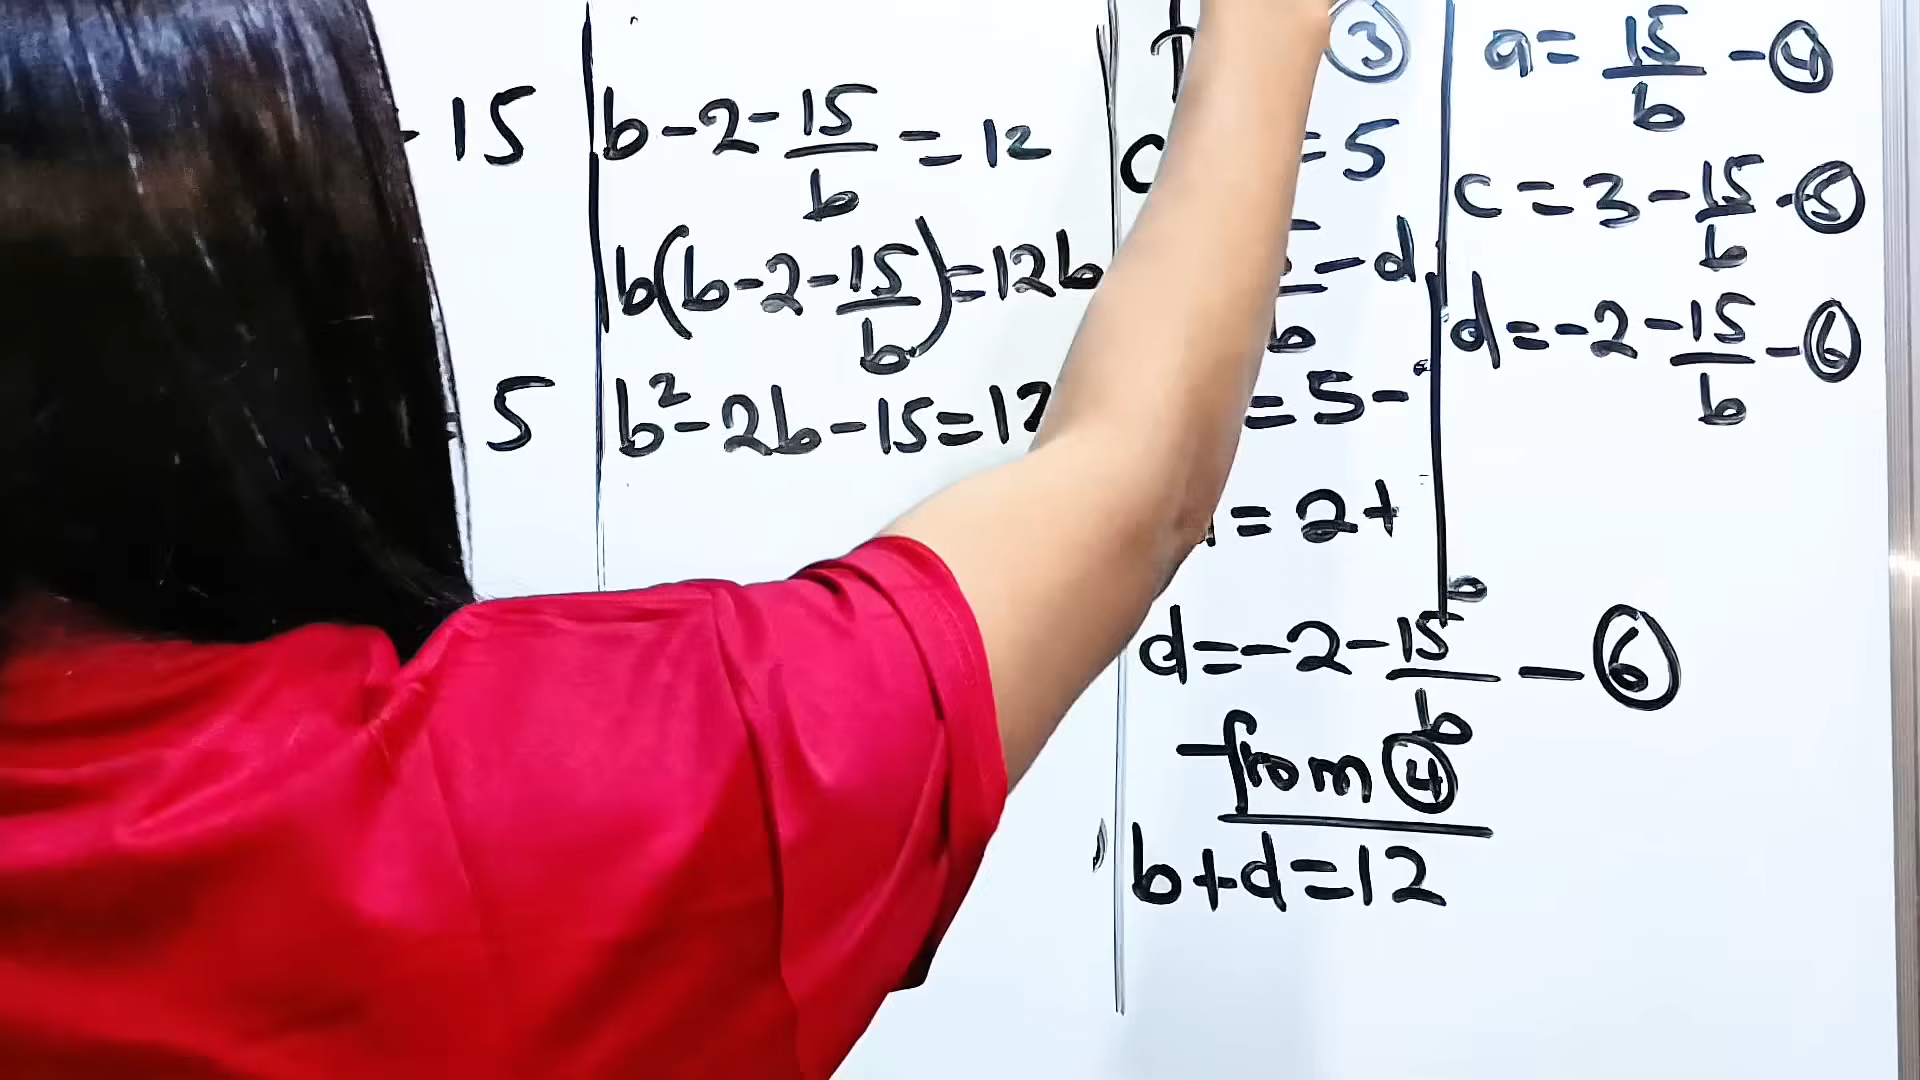 - 15
- 5
b-2-15/b = 12
b(b-2-15/b)=12b
b²-2b-15=12
③
c =5
-d
b
=5-
= 2+
d=-2-15/b - ⑥
from ④
b+d=12
a= 15/b - ④
c = 3-15/b - ⑤
d=-2-15/b - ⑥